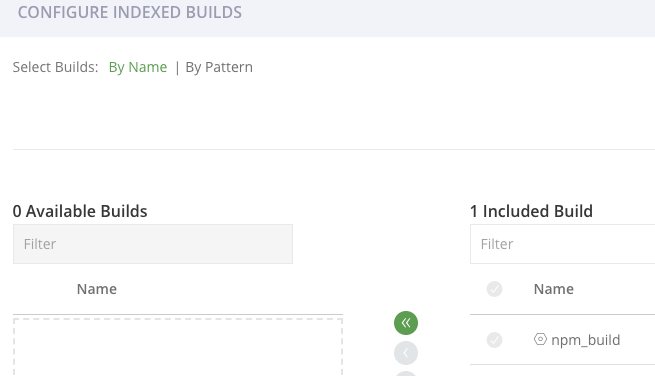 CONFIGURE INDEXED BUILDS
Select Builds: By Name | By Pattern
0 Available Builds
Filter
Name
1 Included Build
Filter
Name
npm_build